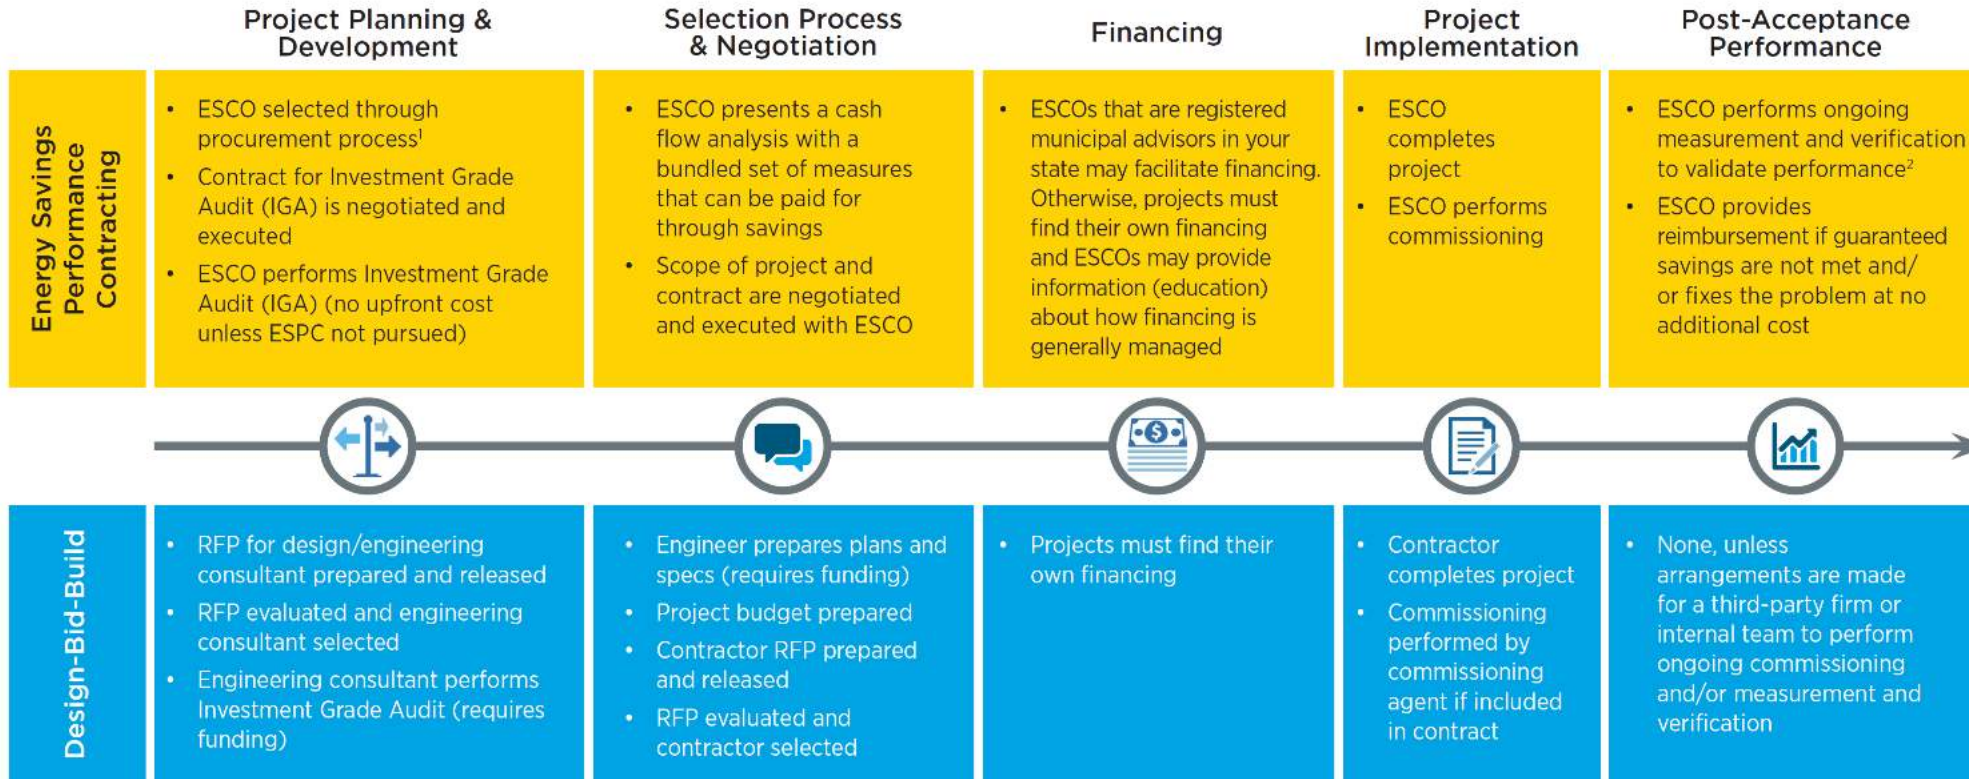 Project Planning &
Development
Selection Process
& Negotiation
Financing
Project
Implementation
Post-Acceptance
Performance
Energy Savings
Performance
Contracting
• ESCO selected through
procurement process¹
• Contract for Investment Grade
Audit (IGA) is negotiated and
executed
• ESCO performs Investment Grade
Audit (IGA) (no upfront cost
unless ESPC not pursued)
• ESCO presents a cash
flow analysis with a
bundled set of measures
that can be paid for
through savings
• Scope of project and
contract are negotiated
and executed with ESCO
• ESCOs that are registered
municipal advisors in your
state may facilitate financing.
Otherwise, projects must
find their own financing
and ESCOs may provide
information (education)
about how financing is
generally managed
• ESCO
completes
project
• ESCO performs
commissioning
• ESCO performs ongoing
measurement and verification
to validate performance²
• ESCO provides
reimbursement if guaranteed
savings are not met and/
or fixes the problem at no
additional cost
$
Design-Bid-Build
• RFP for design/engineering
consultant prepared and released
• RFP evaluated and engineering
consultant selected
• Engineering consultant performs
Investment Grade Audit (requires
funding)
• Engineer prepares plans and
specs (requires funding)
• Project budget prepared
• Contractor RFP prepared
and released
• RFP evaluated and
contractor selected
• Projects must find their
own financing
• Contractor
completes project
• Commissioning
performed by
commissioning
agent if included
in contract
• None, unless
arrangements are made
for a third-party firm or
internal team to perform
ongoing commissioning
and/or measurement and
verification